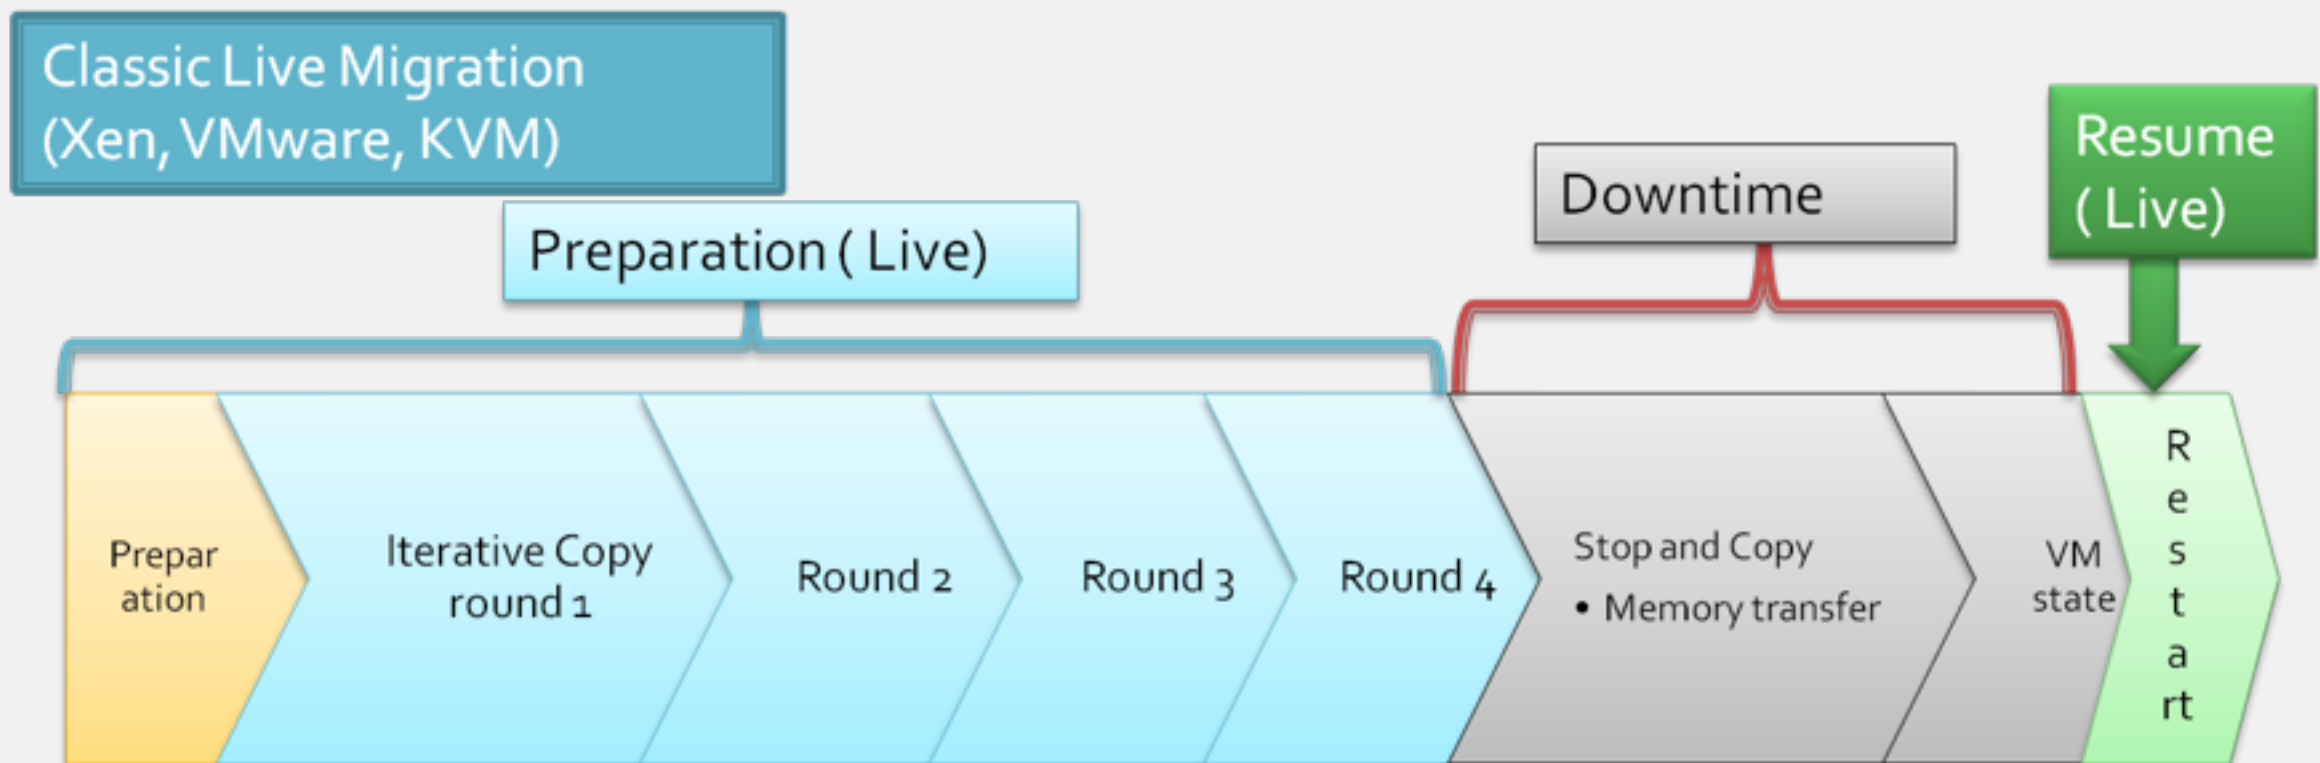 Classic Live Migration
(Xen, VMware, KVM)
Preparation ( Live)
Downtime
Resume
( Live)
Prepar
ation
Iterative Copy
round 1
Round 2
Round 3
Round 4
Stop and Copy
• Memory transfer
VM
state
R
e
s
t
a
rt